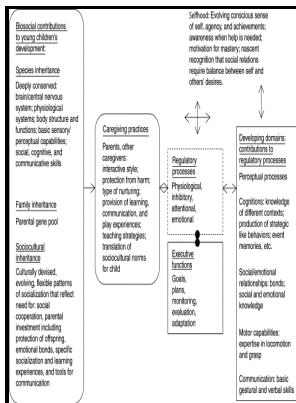 Biosocial contributions
to young children's
development:
Species inheritance
Deeply conserved:
brain/central nervous
system; physiological
systems; body structure and
functions; basic sensory/
perceptual capabilities;
social, cognitive, and
communicative skills
Family inheritance
Parental gene pool
Sociocultural
inheritance
Culturally devised,
evolving, flexible patterns
of socialization that reflect
need for: social
cooperation, parental
investment including
protection of offspring,
emotional bonds, specific
socialization and learning
experiences, and tools for
communication
Caregiving practices
Parents, other
caregivers:
interactive style;
protection from harm;
type of nurturing;
provision of learning,
communication, and
play experiences;
teaching strategies;
translation of
sociocultural norms
for child
Selfhood: Evolving conscious sense
of self, agency, and achievements;
awareness when help is needed;
motivation for mastery; nascent
recognition that social relations
require balance between self and
others' desires.
Regulatory
processes
Physiological,
inhibitory,
attentional,
emotional
Executive
functions
Goals,
plans,
monitoring,
evaluation,
adaptation
Developing domains:
contributions to
regulatory processes
Perceptual processes
Cognitions: knowledge
of different contexts;
production of strategic
like behaviors; event
memories, etc.
Social/emotional
relationships: bonds;
social and emotional
knowledge
Motor capabilities:
expertise in locomotion
and grasp
Communication: basic
gestural and verbal skills